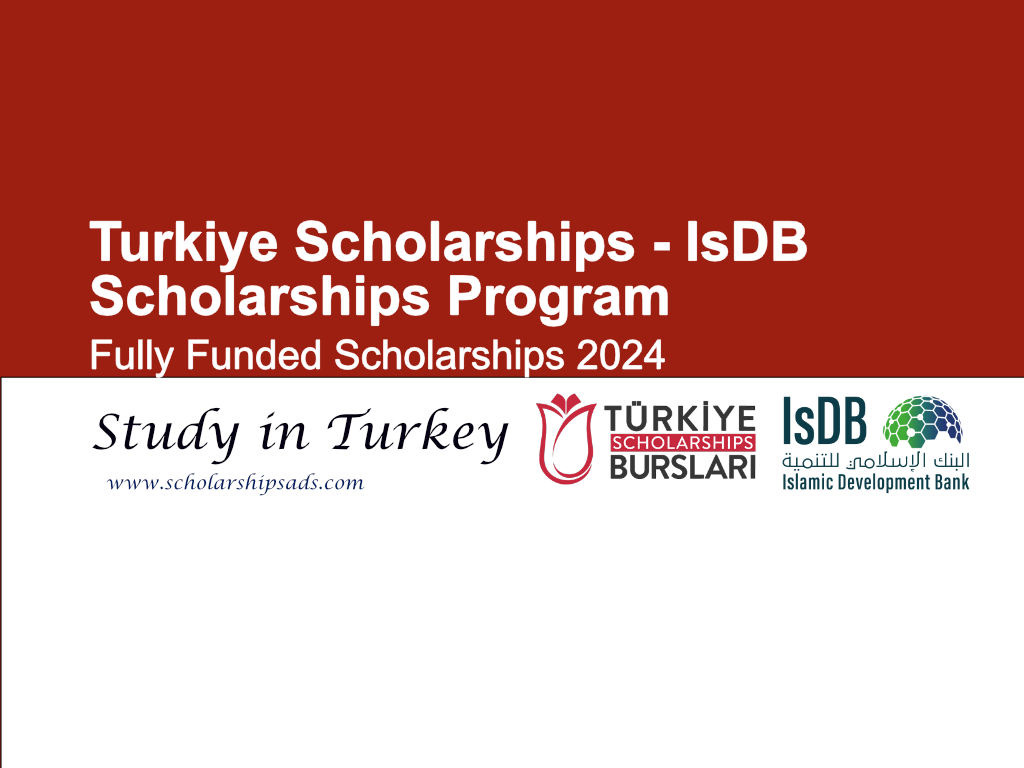 Turkiye Scholarships - IsDB
Scholarships Program
Fully Funded Scholarships 2024
Study in Turkey
www.scholarshipsads.com
TÜRKİYE
SCHOLARSHIPS
BURSLARI
IsDB
البنك الإسلامي للتنمية
Islamic Development Bank